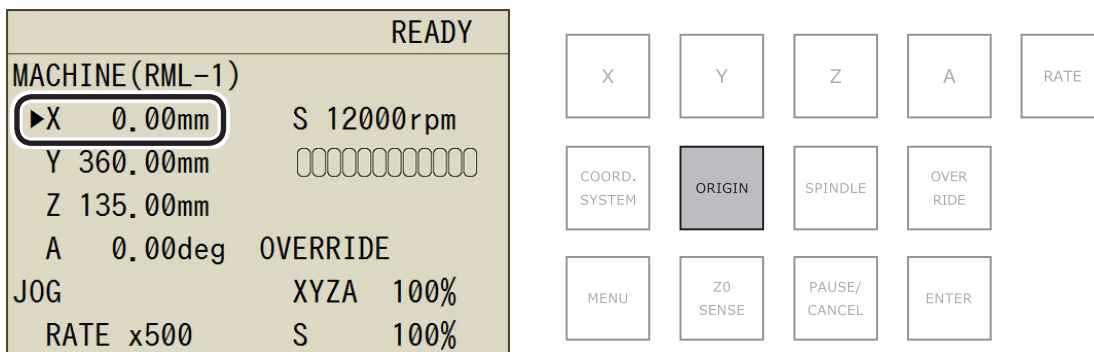 READY
MACHINE(RML-1)
▶X 0.00mm S 12000rpm
Y 360.00mm
Z 135.00mm
A 0.00deg OVERRIDE
JOG XYZA 100%
RATE x500 S 100%
X Y Z A RATE
COORD.
SYSTEM
ORIGIN
SPINDLE
OVER
RIDE
MENU
Z0
SENSE
PAUSE/
CANCEL
ENTER